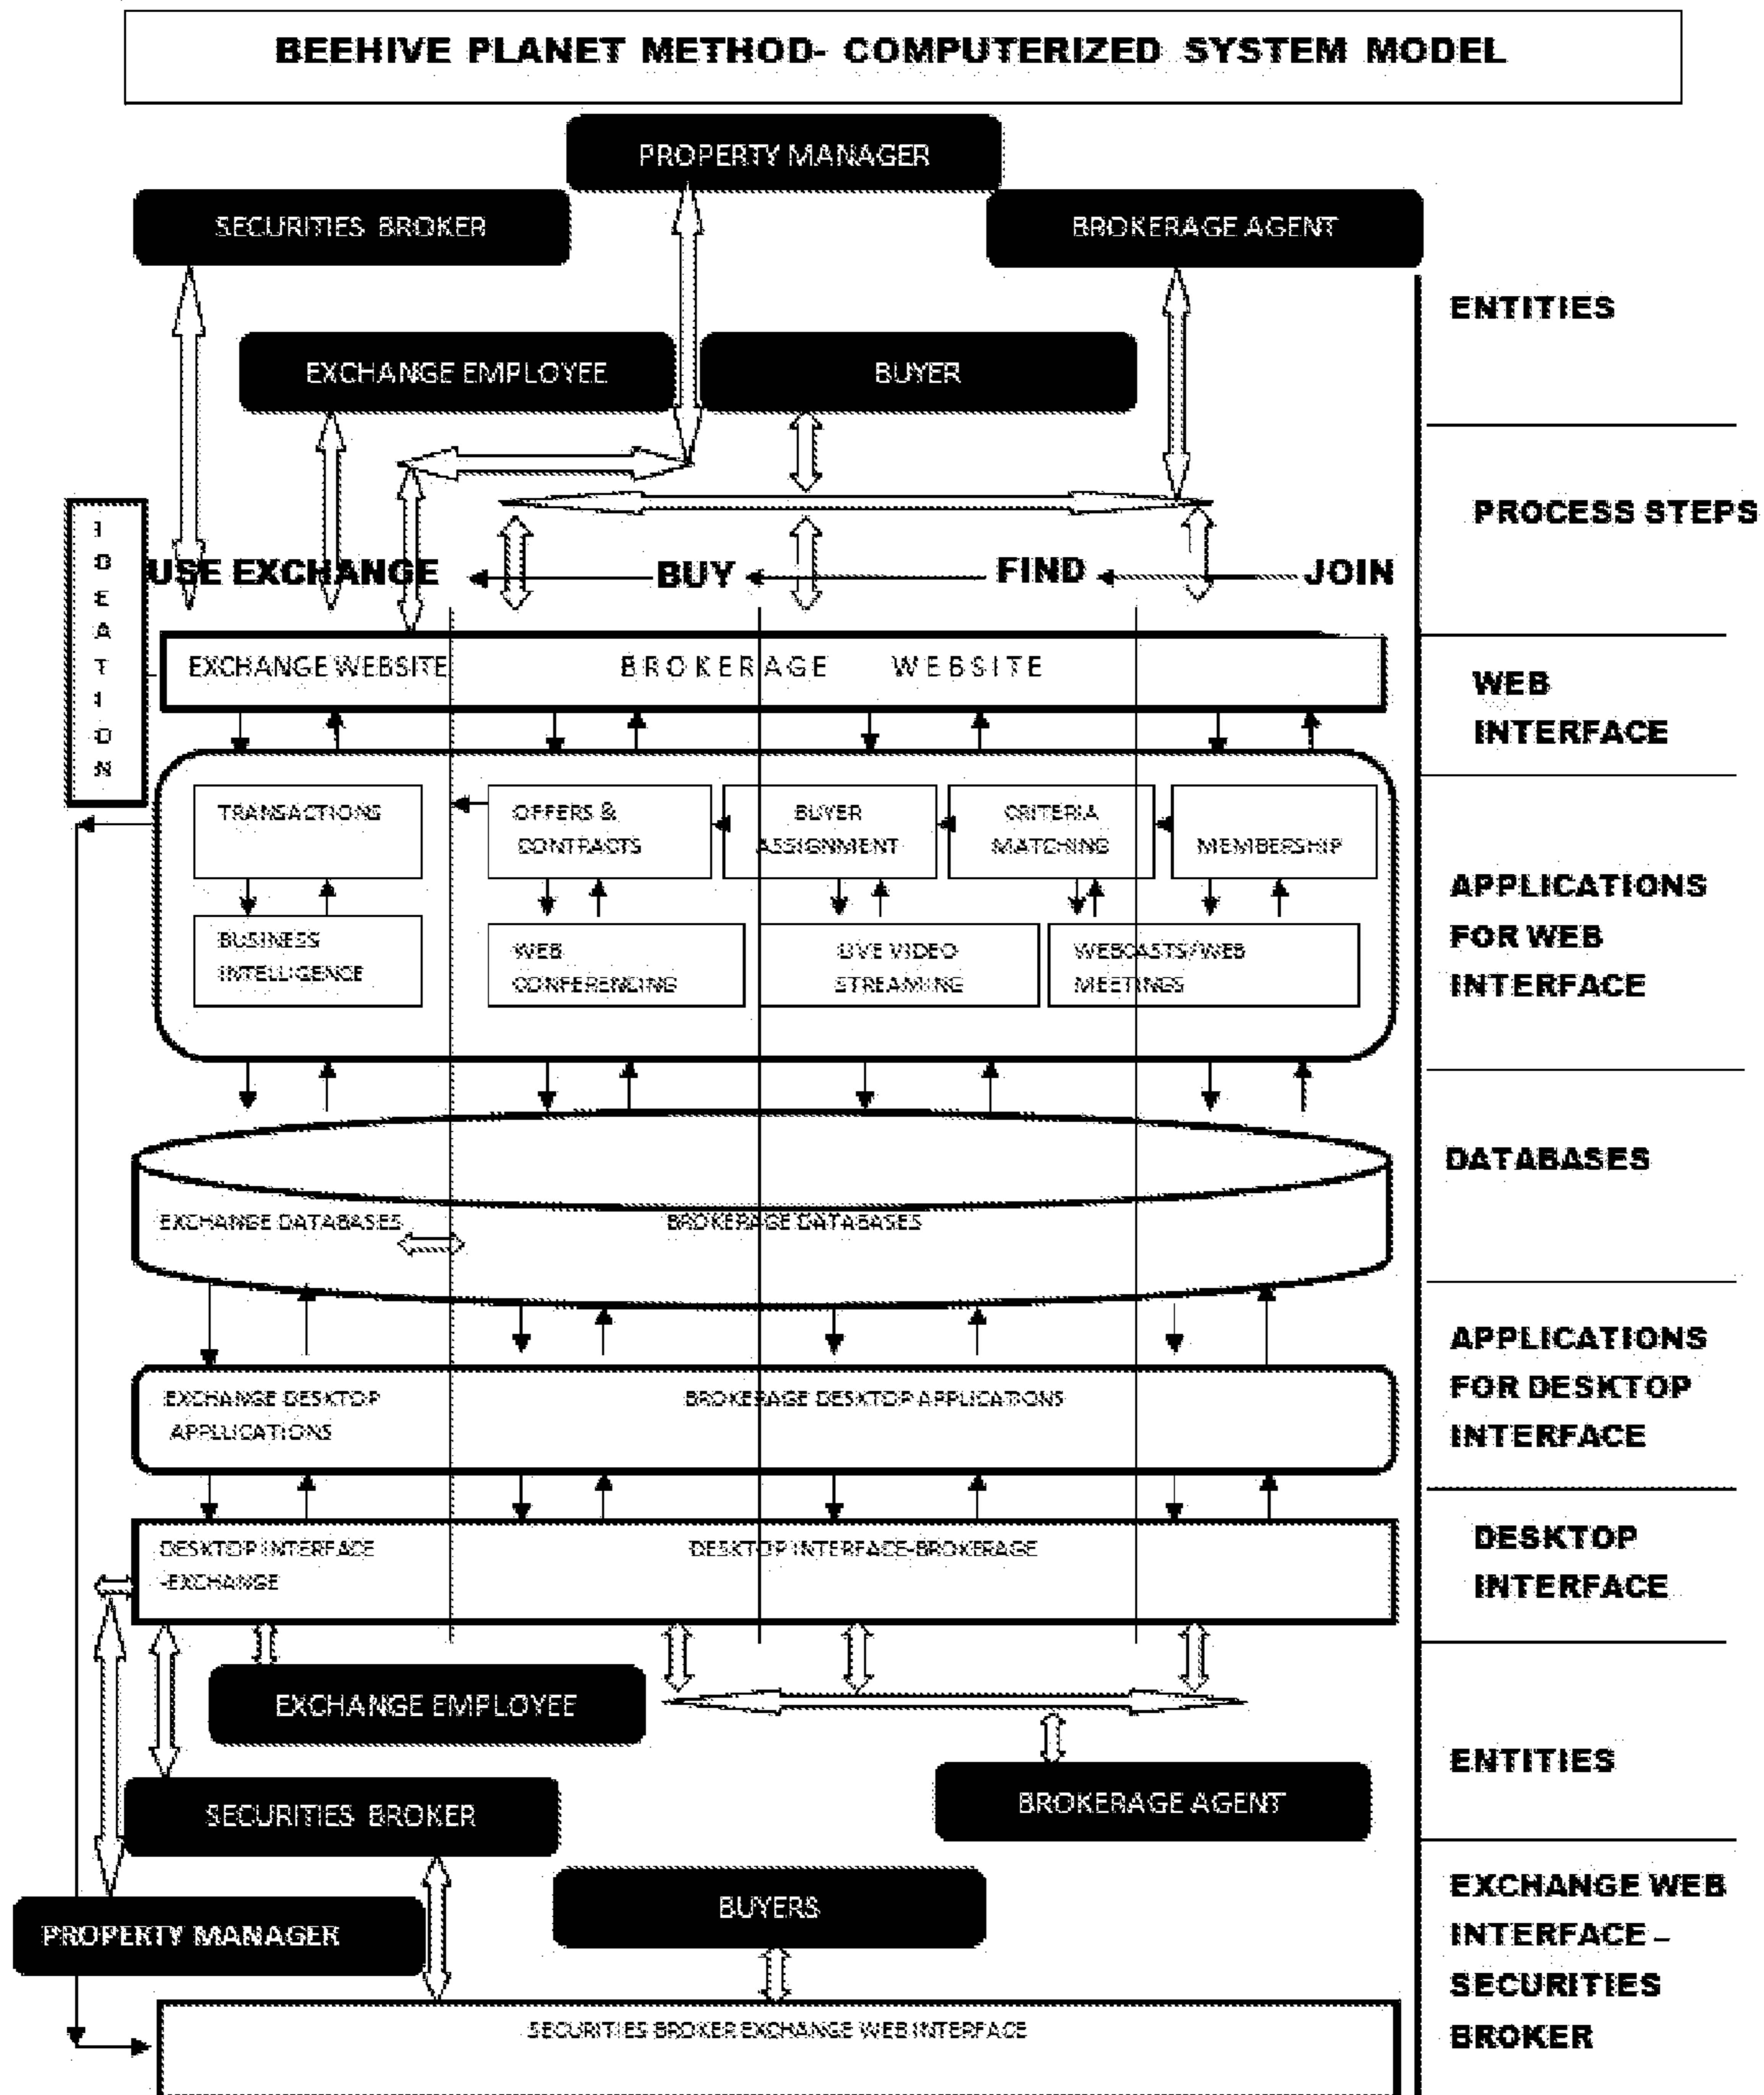 BEEHIVE PLANET METHOD- COMPUTERIZED SYSTEM MODEL
PROPERTY MANAGER
SECURITIES BROKER
BROKERAGE AGENT
ENTITIES
EXCHANGE EMPLOYEE
BUYER
PROCESS STEPS
IDEATION
USE EXCHANGE
BUY
FIND
JOIN
EXCHANGE WEBSITE
BROKERAGE WEBSITE
WEB
INTERFACE
TRANSACTIONS
OFFERS &
CONTRACTS
BUYER
ASSIGNMENT
CRITERIA
MATCHING
MEMBERSHIP
BUSINESS
INTELLIGENCE
WEB
CONFERENCING
LIVE VIDEO
STREAMING
WEBCASTS/WEB
MEETINGS
APPLICATIONS
FOR WEB
INTERFACE
DATABASES
EXCHANGE DATABASES
BROKERAGE DATABASES
EXCHANGE DESKTOP
APPLLICATIONS
BROKERAGE DESKTOP APPLICATIONS
APPLICATIONS
FOR DESKTOP
INTERFACE
DESKTOP INTERFACE
-EXCHANGE
DESKTOP INTERFACE-BROKERAGE
DESKTOP
INTERFACE
EXCHANGE EMPLOYEE
ENTITIES
SECURITIES BROKER
BROKERAGE AGENT
BUYERS
PROPERTY MANAGER
EXCHANGE WEB
INTERFACE –
SECURITIES
BROKER
SECURITIES BROKER EXCHANGE WEB INTERFACE